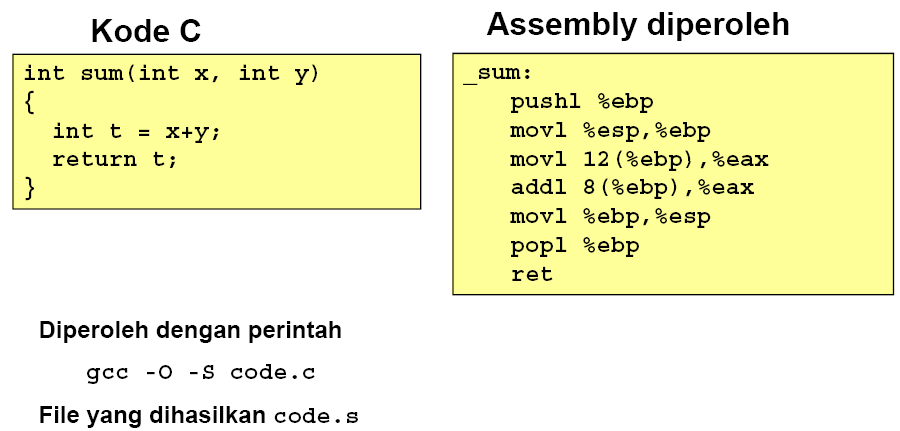 Kode C
int sum(int x, int y)
{
  int t = x+y;
  return t;
}
Assembly diperoleh
_sum:
   pushl %ebp
   movl %esp,%ebp
   movl 12(%ebp),%eax
   addl 8(%ebp),%eax
   movl %ebp,%esp
   popl %ebp
   ret
Diperoleh dengan perintah
gcc -O -S code.c
File yang dihasilkan code.s